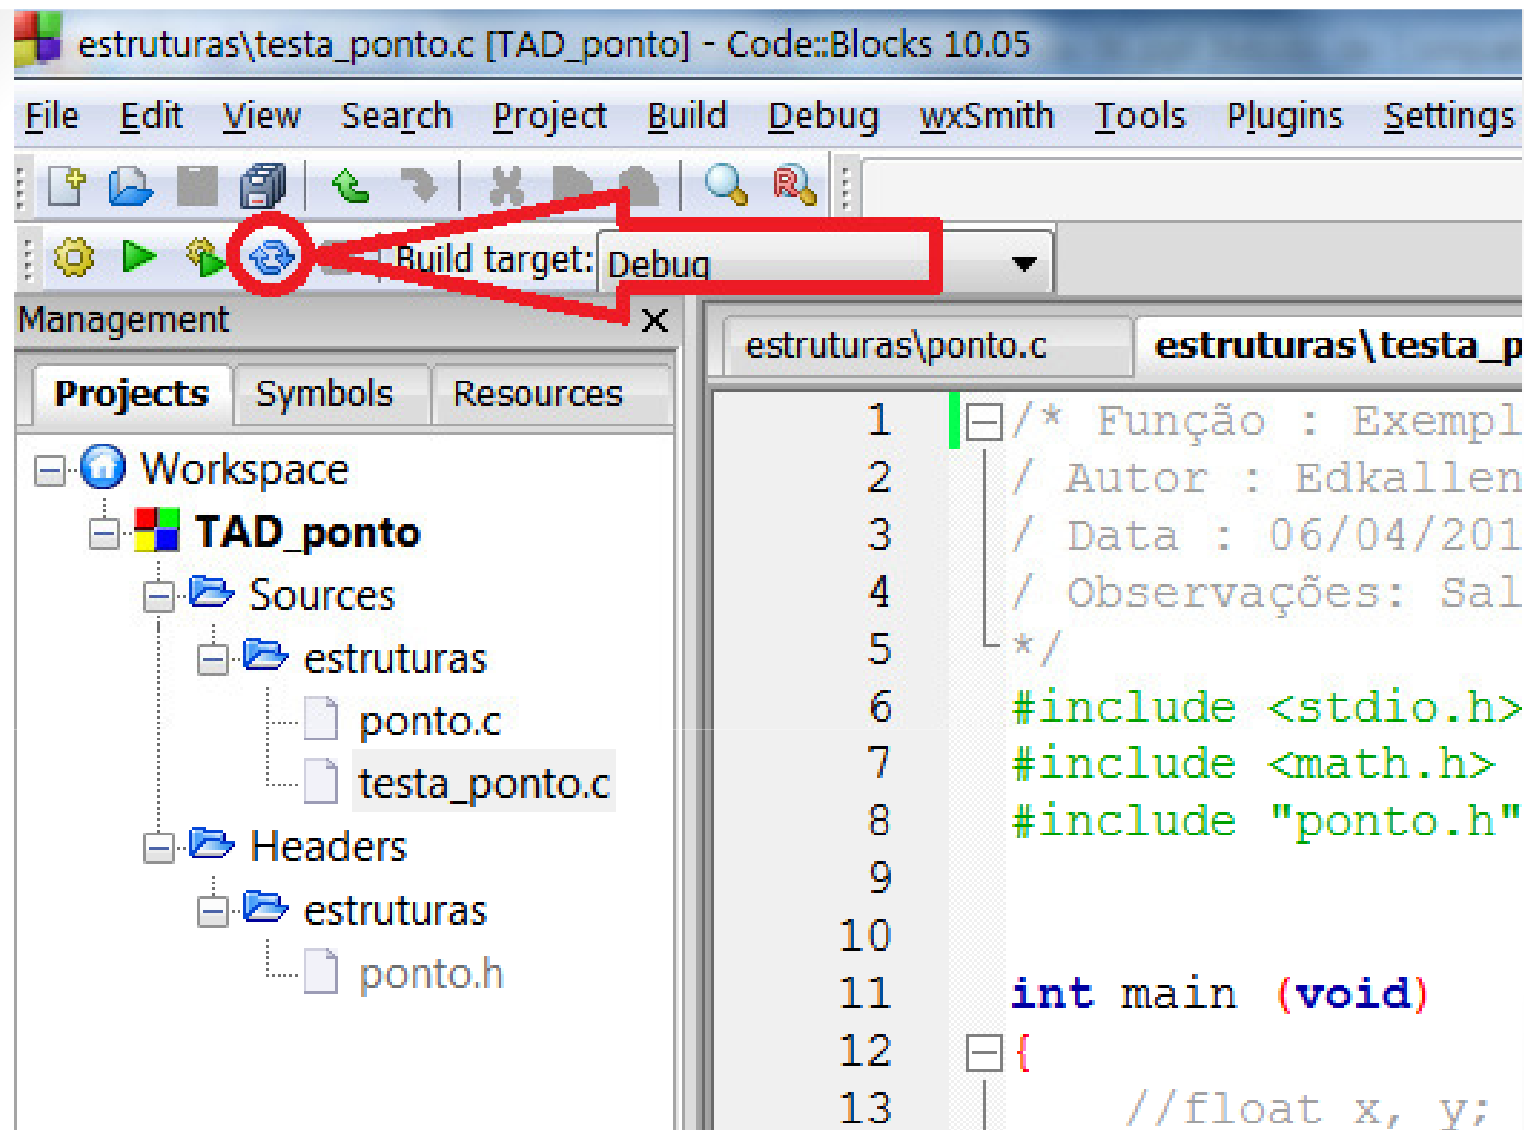 estruturas\testa_ponto.c [TAD_ponto] - Code::Blocks 10.05
File Edit View Search Project Build Debug wxSmith Tools Plugins Settings
Build target: Debug
Management
Projects Symbols Resources
Workspace
TAD_ponto
Sources
estruturas
ponto.c
testa_ponto.c
Headers
estruturas
ponto.h
estruturas\ponto.c estruturas\testa_p
1 /* Função : Exempl
2 / Autor : Edkallen
3 / Data : 06/04/201
4 / Observações: Sal
5 */
6 #include <stdio.h>
7 #include <math.h>
8 #include "ponto.h"
9
10
11 int main (void)
12 {
13 //float x, y;